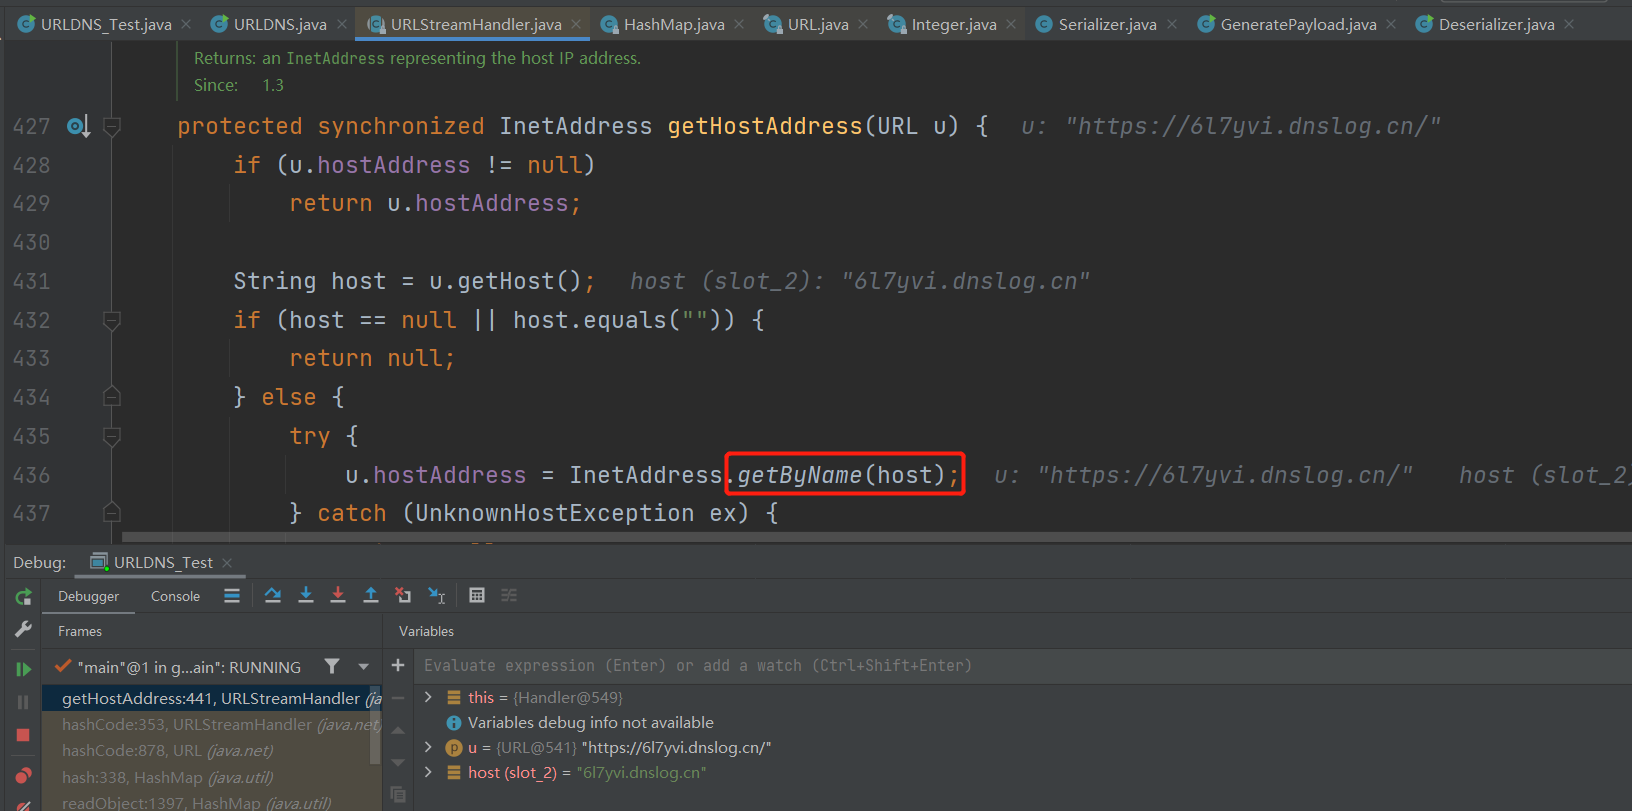 URLDNS_Test.java URLDNS.java URLStreamHandler.java HashMap.java URL.java Integer.java Serializer.java GeneratePayload.java Deserializer.java
Returns: an InetAddress representing the host IP address.
Since: 1.3
427 protected synchronized InetAddress getHostAddress(URL u) { u: "https://6l7yvi.dnslog.cn/"
428 if (u.hostAddress != null)
429 return u.hostAddress;
430
431 String host = u.getHost(); host (slot_2): "6l7yvi.dnslog.cn"
432 if (host == null || host.equals("")) {
433 return null;
434 } else {
435 try {
436 u.hostAddress = InetAddress.getByName(host); u: "https://6l7yvi.dnslog.cn/" host (slot_2)
437 } catch (UnknownHostException ex) {
Debug: URLDNS_Test
Debugger Console
Frames Variables
"main"@1 in g...ain": RUNNING
Evaluate expression (Enter) or add a watch (Ctrl+Shift+Enter)
getHostAddress:441, URLStreamHandler (ja
hashCode:353, URLStreamHandler (java.net)
hashCode:878, URL (java.net)
hash:338, HashMap (java.util)
readObject:1397, HashMap (java.util)
this = {Handler@549}
Variables debug info not available
u = {URL@541} "https://6l7yvi.dnslog.cn/"
host (slot_2) = "6l7yvi.dnslog.cn"